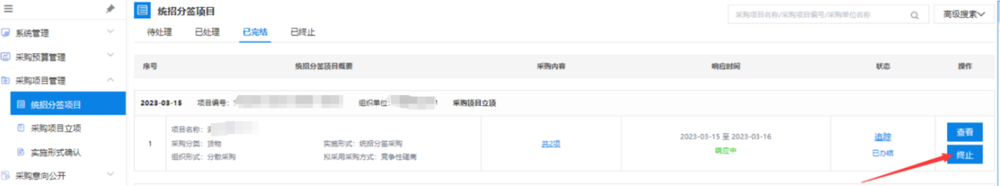 统招分签项目
采购项目名称/采购项目编号/采购单位名称
高级搜索
系统管理
采购预算管理
采购项目管理
统招分签项目
采购项目立项
实施形式确认
采购意向公开
待处理 已处理 已完结 已终止
序号 统招分签项目概要 采购内容 响应时间 状态 操作
2023-03-15 项目编号： 组织单位： 采购项目立项
1
项目名称：
采购分类：货物 实施形式：统招分签采购
组织形式：分散采购 拟采用采购方式：竞争性磋商
共2项
2023-03-15 至 2023-03-16
响应中
追踪
已办结
查看
终止